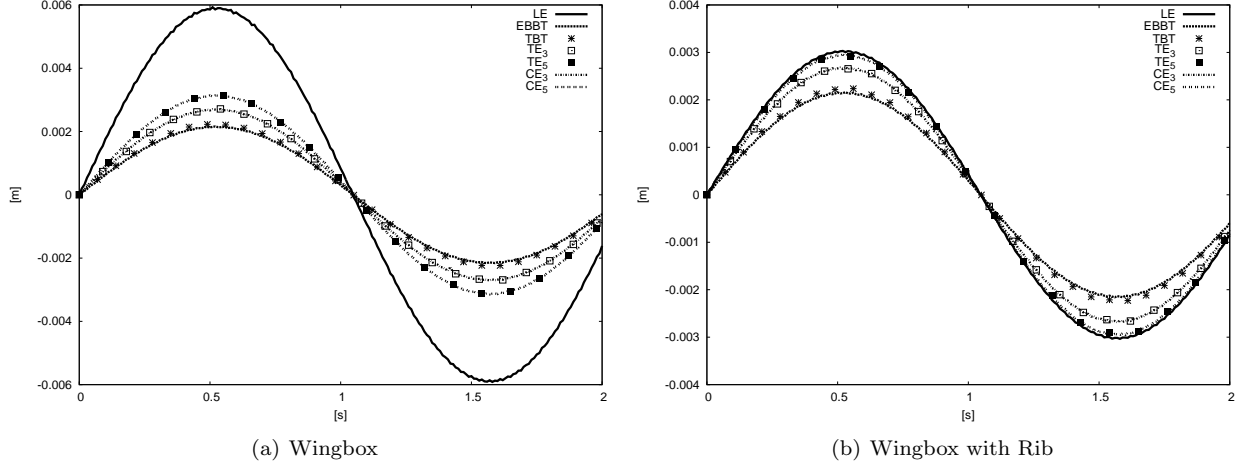 0.006
0.004
0.002
0
-0.002
-0.004
-0.006
0
0.5
1
1.5
2
[m]
[s]
LE
EBBT
TBT
TE3
TE5
CE3
CE5
(a) Wingbox
0.004
0.003
0.002
0.001
0
-0.001
-0.002
-0.003
-0.004
0
0.5
1
1.5
2
[m]
[s]
LE
EBBT
TBT
TE3
TE5
CE3
CE5
(b) Wingbox with Rib